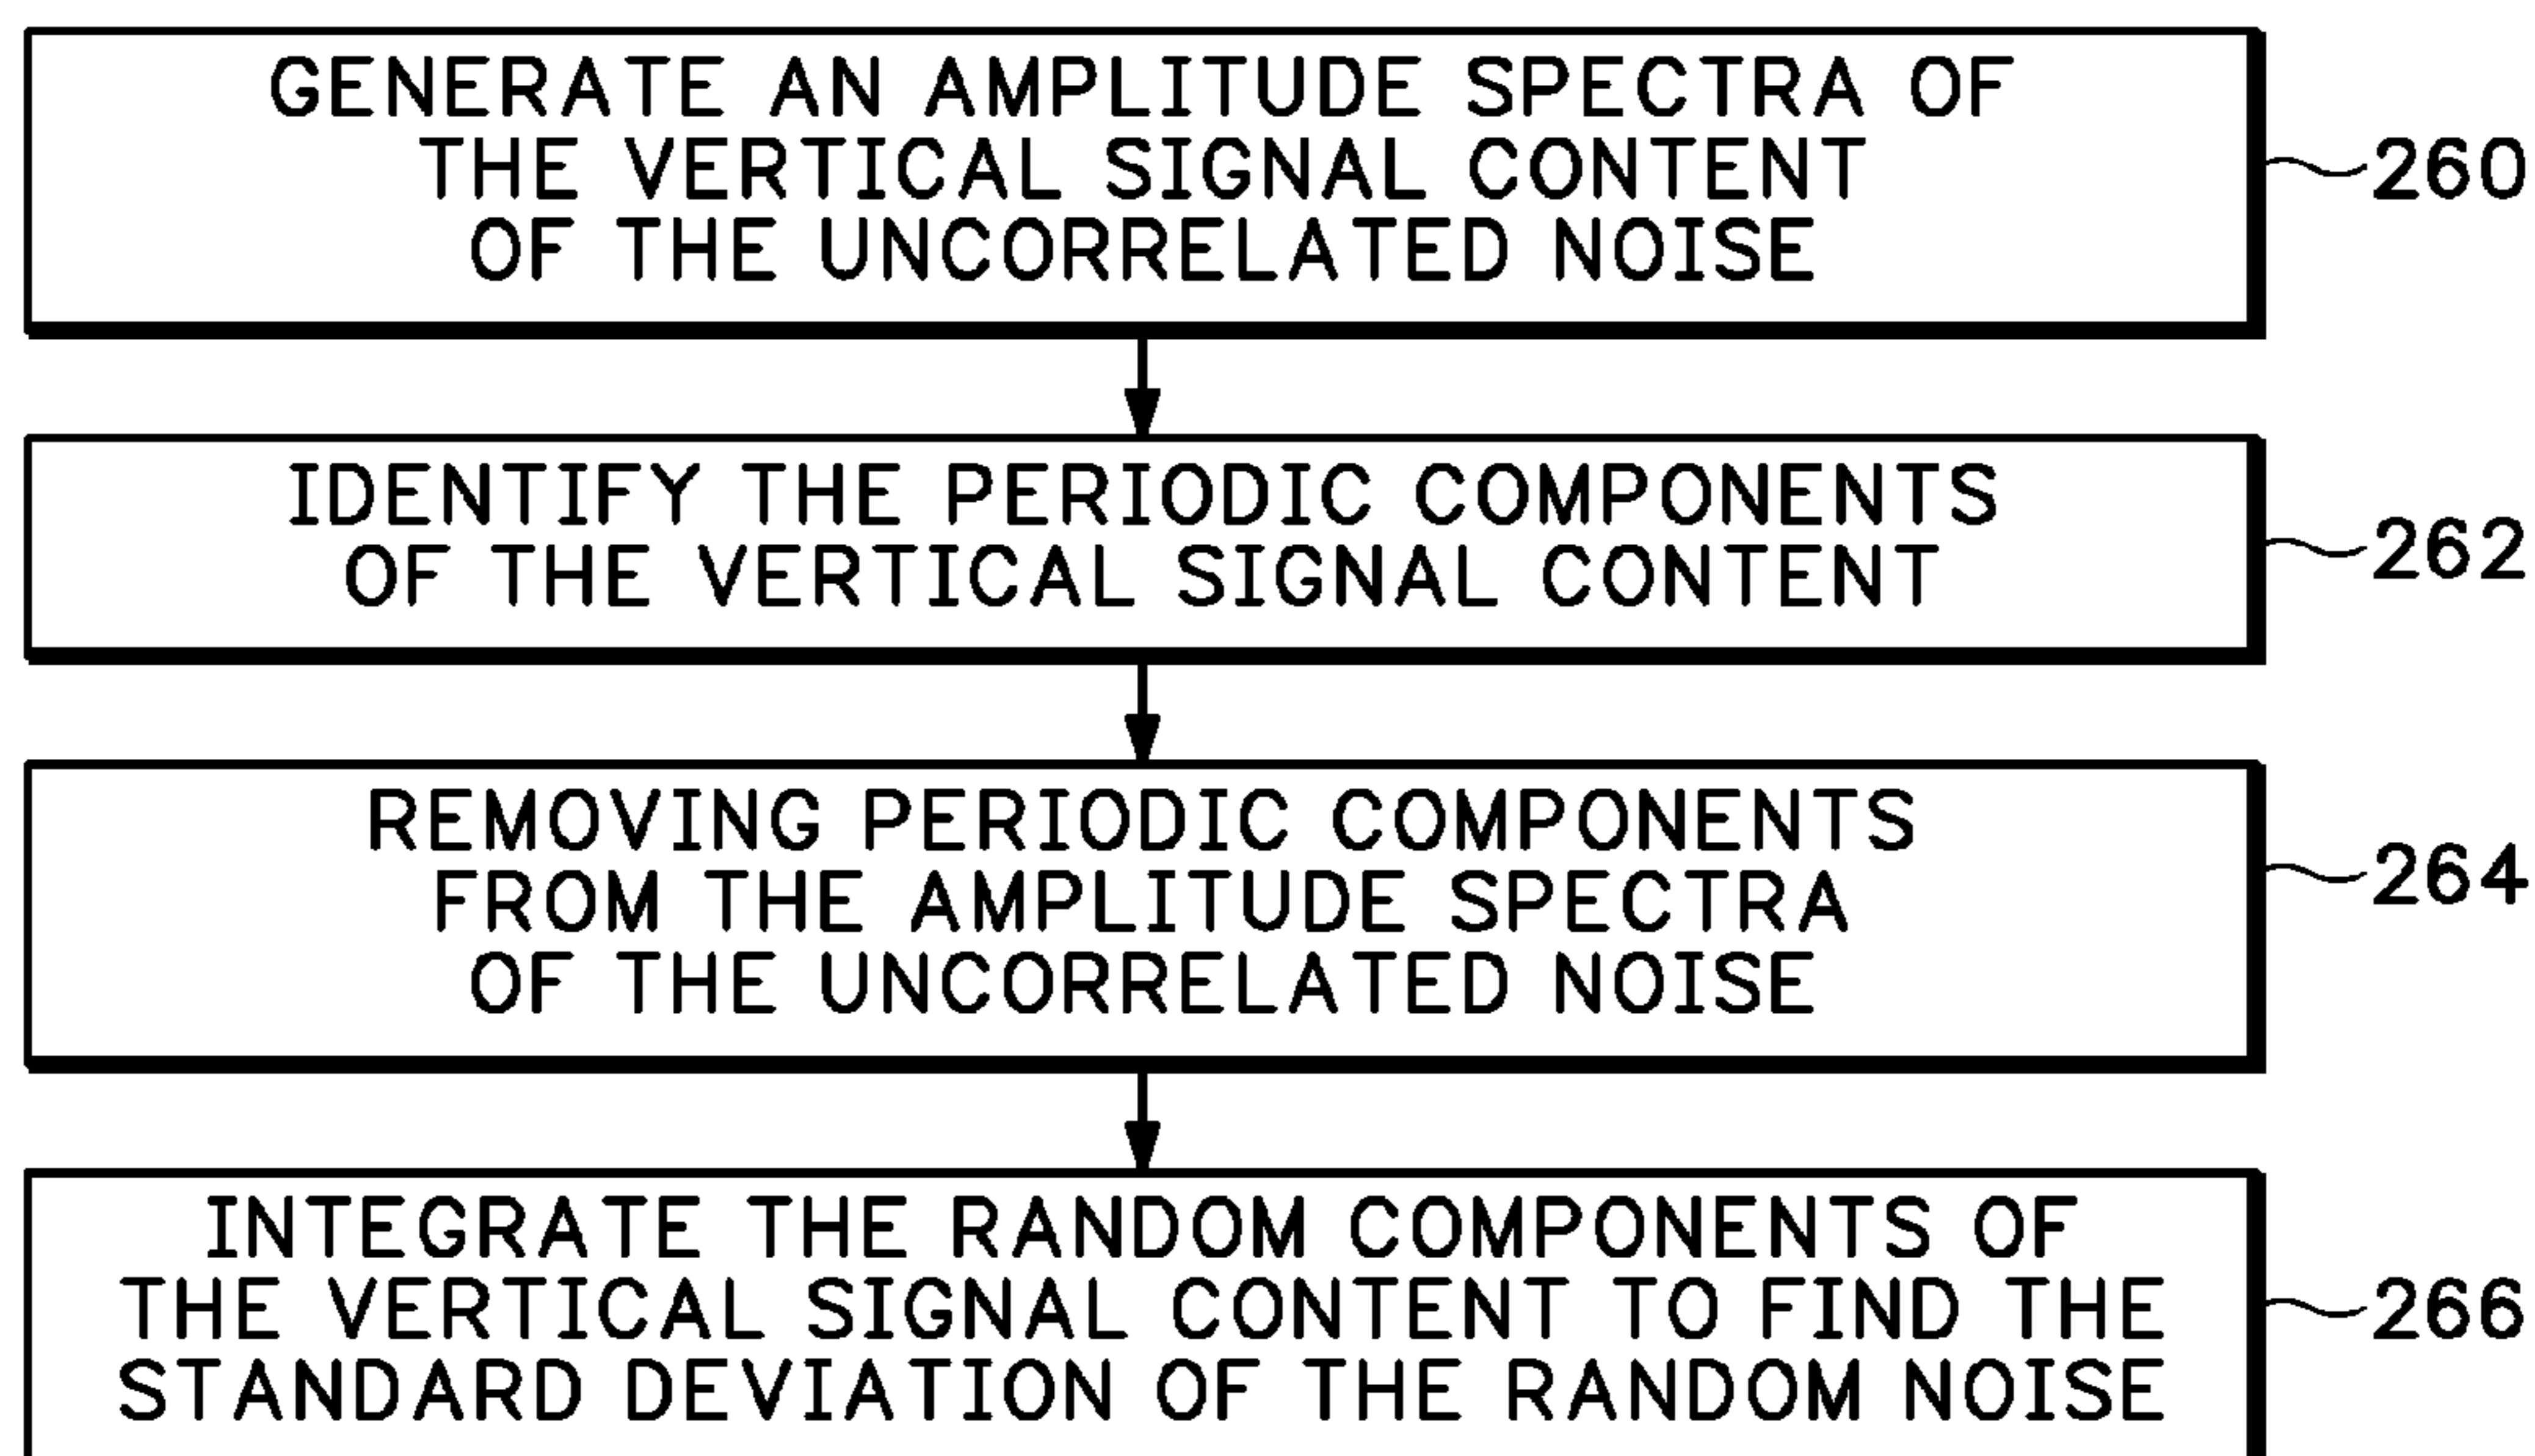 GENERATE AN AMPLITUDE SPECTRA OF
THE VERTICAL SIGNAL CONTENT
OF THE UNCORRELATED NOISE
260
IDENTIFY THE PERIODIC COMPONENTS
OF THE VERTICAL SIGNAL CONTENT
262
REMOVING PERIODIC COMPONENTS
FROM THE AMPLITUDE SPECTRA
OF THE UNCORRELATED NOISE
264
INTEGRATE THE RANDOM COMPONENTS OF
THE VERTICAL SIGNAL CONTENT TO FIND THE
STANDARD DEVIATION OF THE RANDOM NOISE
266